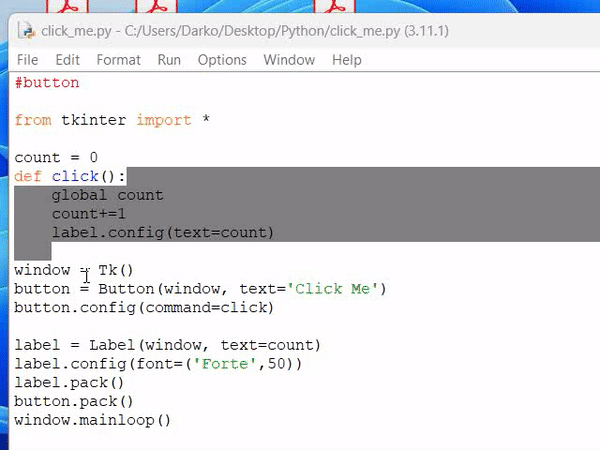 click_me.py - C:/Users/Darko/Desktop/Python/click_me.py (3.11.1)
File Edit Format Run Options Window Help
#button
from tkinter import *
count = 0
def click():
    global count
    count+=1
    label.config(text=count)
window = Tk()
button = Button(window, text='Click Me')
button.config(command=click)
label = Label(window, text=count)
label.config(font=('Forte',50))
label.pack()
button.pack()
window.mainloop()